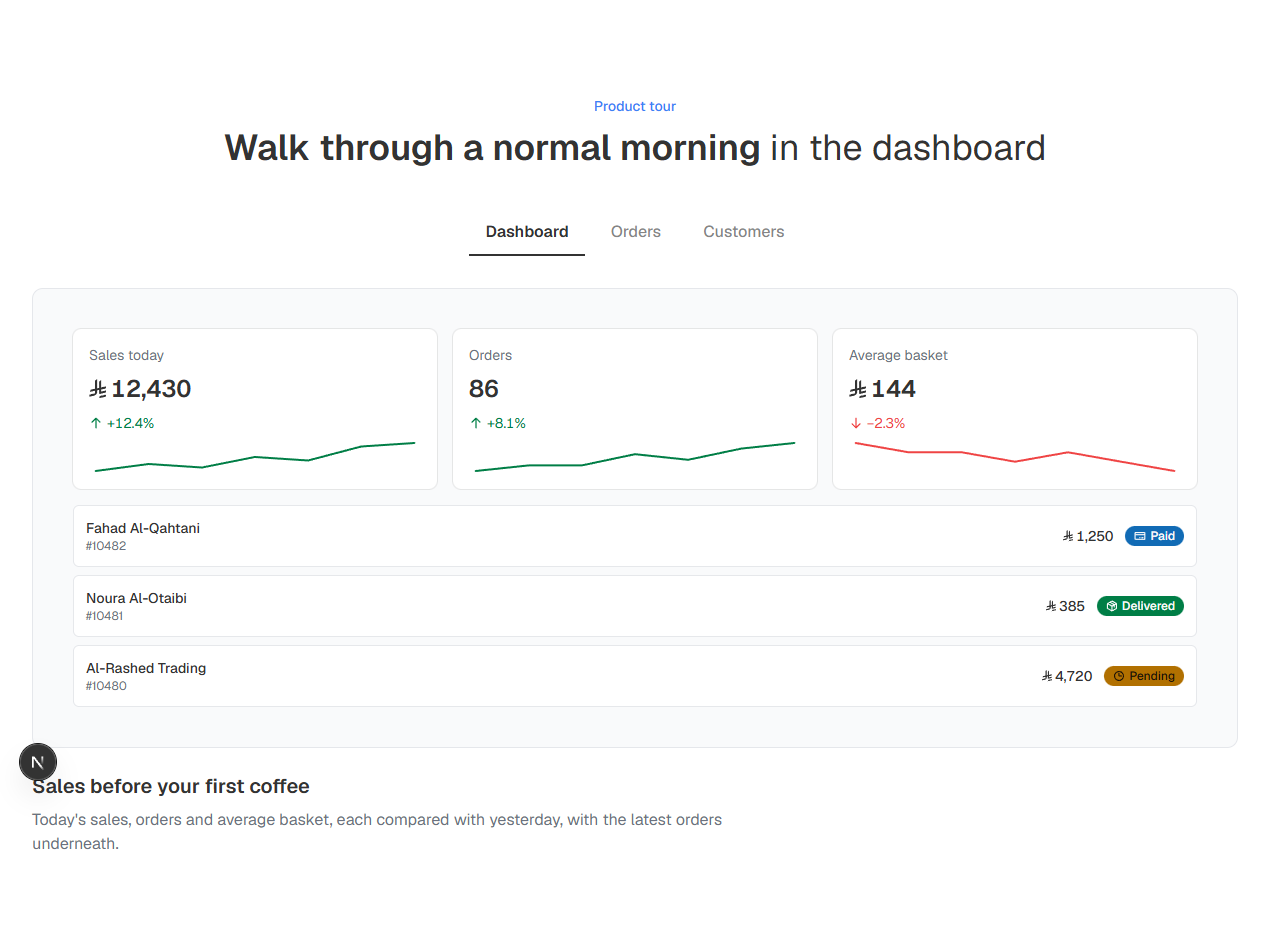 Product tour
Walk through a normal morning in the dashboard
Dashboard Orders Customers
Sales today
⃁ 12,430
↑ +12.4%
Orders
86
↑ +8.1%
Average basket
⃁ 144
↓ −2.3%
Fahad Al-Qahtani
#10482
⃁ 1,250 Paid
Noura Al-Otaibi
#10481
⃁ 385 Delivered
Al-Rashed Trading
#10480
⃁ 4,720 Pending
N
Sales before your first coffee
Today's sales, orders and average basket, each compared with yesterday, with the latest orders
underneath.